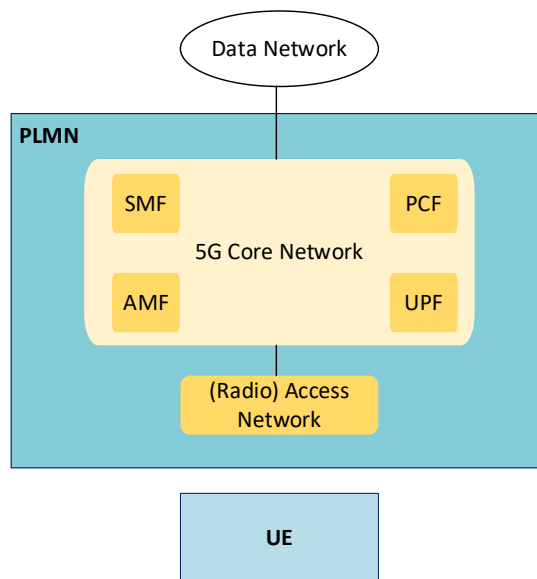 Data Network
PLMN
SMF
PCF
5G Core Network
AMF
UPF
(Radio) Access
Network
UE